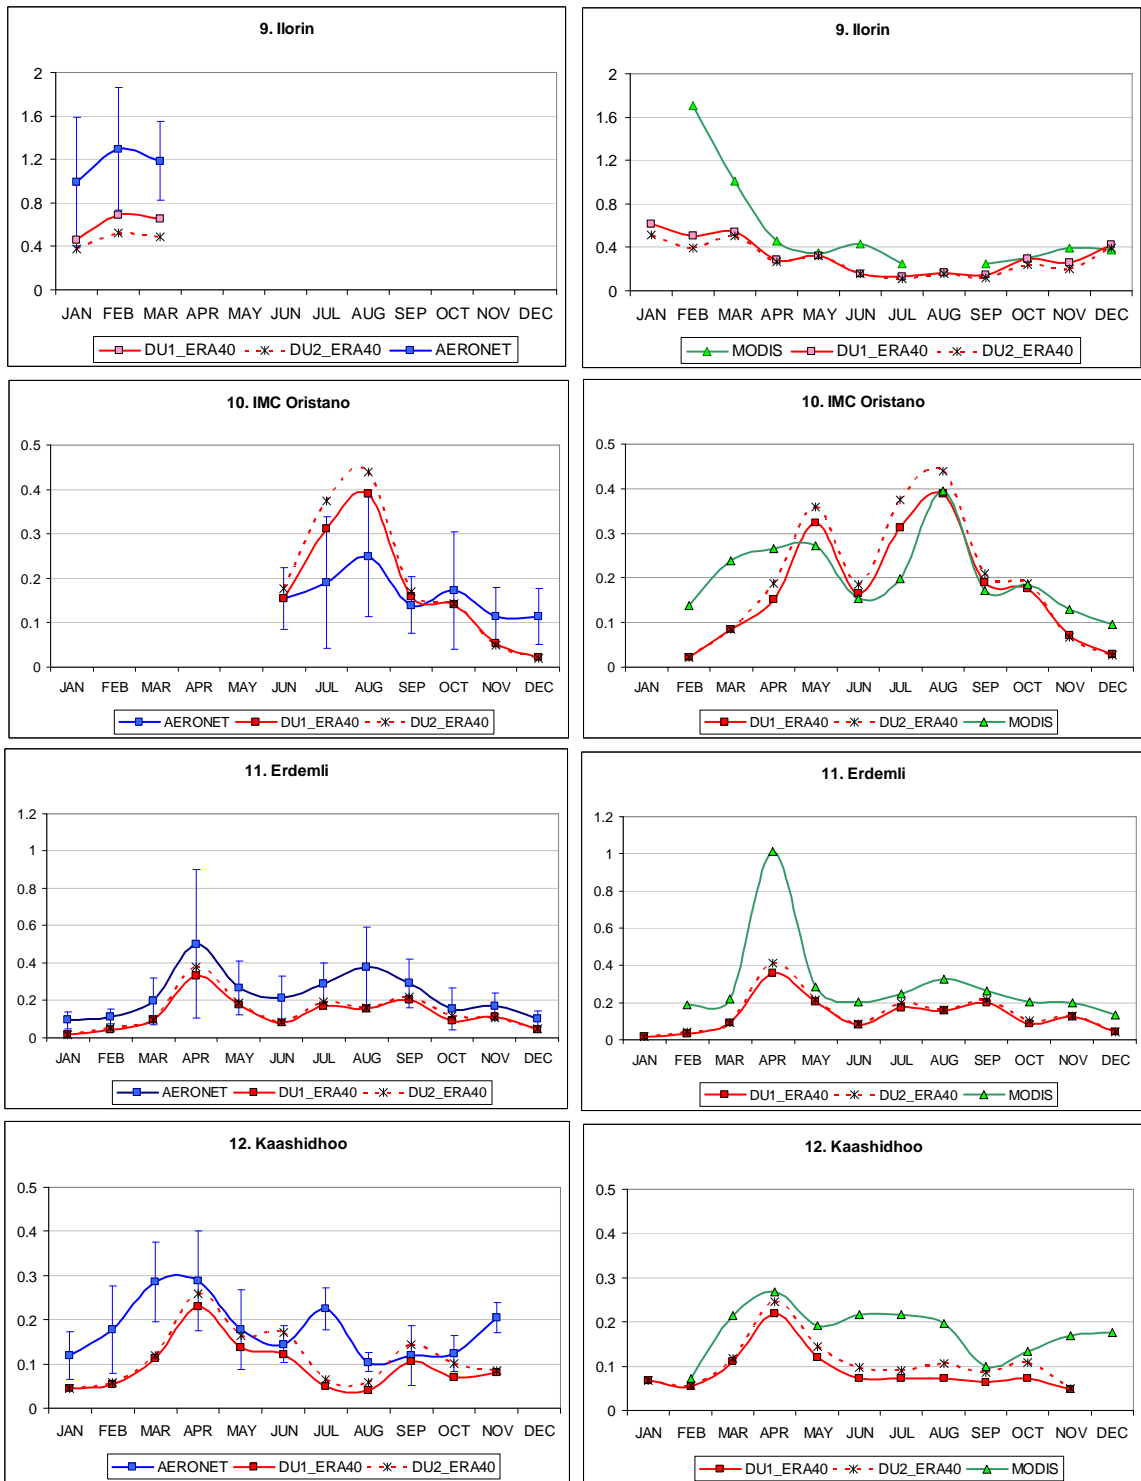 9. Ilorin
2
1.6
1.2
0.8
0.4
0
JAN FEB MAR APR MAY JUN JUL AUG SEP OCT NOV DEC
DU1_ERA40 DU2_ERA40 AERONET
9. Ilorin
2
1.6
1.2
0.8
0.4
0
JAN FEB MAR APR MAY JUN JUL AUG SEP OCT NOV DEC
MODIS DU1_ERA40 DU2_ERA40
10. IMC Oristano
0.5
0.4
0.3
0.2
0.1
0
JAN FEB MAR APR MAY JUN JUL AUG SEP OCT NOV DEC
AERONET DU1_ERA40 DU2_ERA40
10. IMC Oristano
0.5
0.4
0.3
0.2
0.1
0
JAN FEB MAR APR MAY JUN JUL AUG SEP OCT NOV DEC
DU1_ERA40 DU2_ERA40 MODIS
11. Erdemli
1.2
1
0.8
0.6
0.4
0.2
0
JAN FEB MAR APR MAY JUN JUL AUG SEP OCT NOV DEC
AERONET DU1_ERA40 DU2_ERA40
11. Erdemli
1.2
1
0.8
0.6
0.4
0.2
0
JAN FEB MAR APR MAY JUN JUL AUG SEP OCT NOV DEC
DU1_ERA40 DU2_ERA40 MODIS
12. Kaashidhoo
0.5
0.4
0.3
0.2
0.1
0
JAN FEB MAR APR MAY JUN JUL AUG SEP OCT NOV DEC
AERONET DU1_ERA40 DU2_ERA40
12. Kaashidhoo
0.5
0.4
0.3
0.2
0.1
0
JAN FEB MAR APR MAY JUN JUL AUG SEP OCT NOV DEC
DU1_ERA40 DU2_ERA40 MODIS